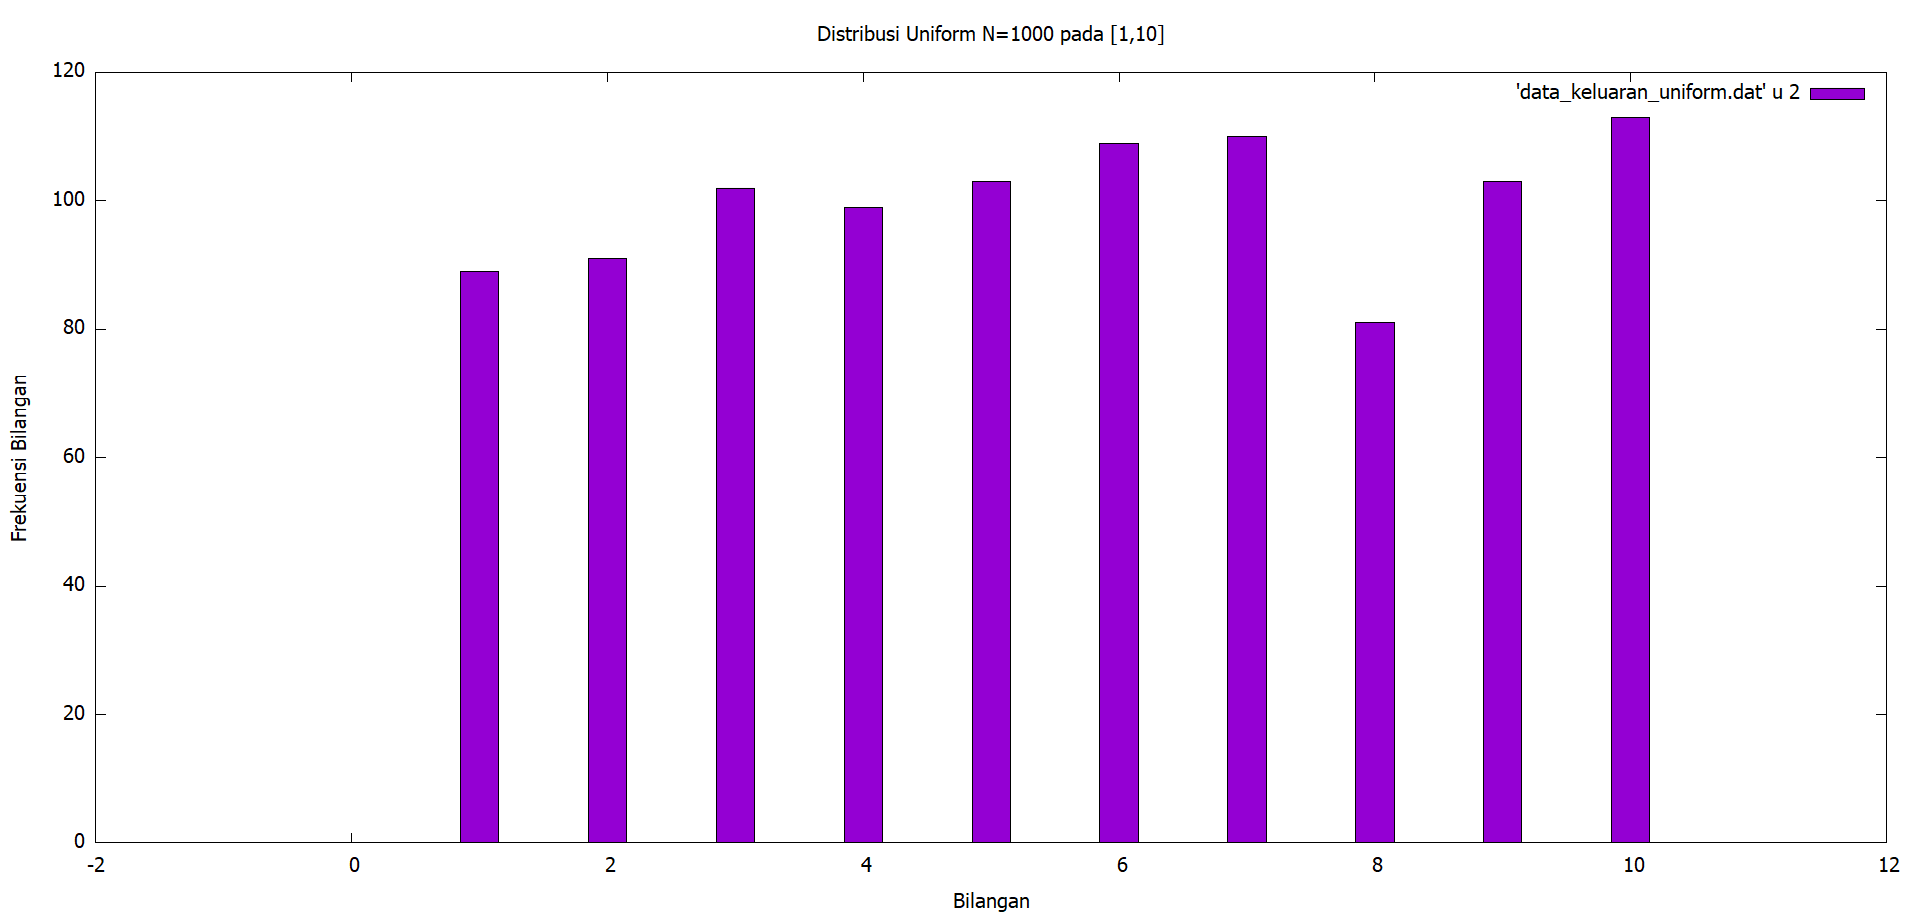 Distribusi Uniform N=1000 pada [1,10]
'data_keluaran_uniform.dat' u 2
120
100
80
60
40
20
0
Frekuensi Bilangan
-2 0 2 4 6 8 10 12
Bilangan